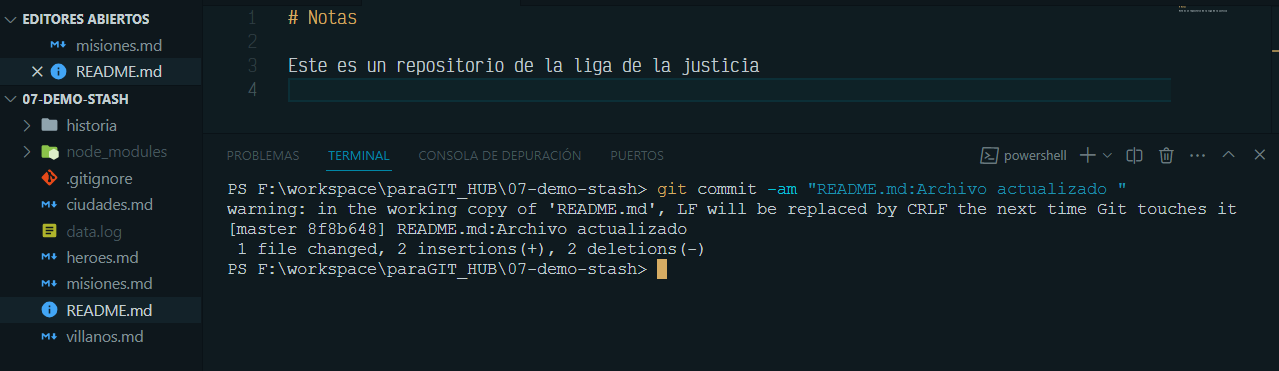 EDITORES ABIERTOS
misiones.md
README.md
07-DEMO-STASH
historia
node_modules
.gitignore
ciudades.md
data.log
heroes.md
misiones.md
README.md
villanos.md
1 # Notas
2
3 Este es un repositorio de la liga de la justicia
4
PROBLEMAS TERMINAL CONSOLA DE DEPURACIÓN PUERTOS powershell
PS F:\workspace\paraGIT_HUB\07-demo-stash> git commit -am "README.md:Archivo actualizado "
warning: in the working copy of 'README.md', LF will be replaced by CRLF the next time Git touches it
[master 8f8b648] README.md:Archivo actualizado
1 file changed, 2 insertions(+), 2 deletions(-)
PS F:\workspace\paraGIT_HUB\07-demo-stash>